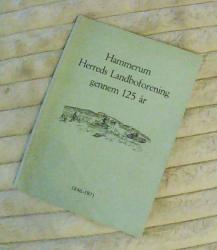 Hammerum
Herreds Landboforening
gennem 125 år
1846-1971